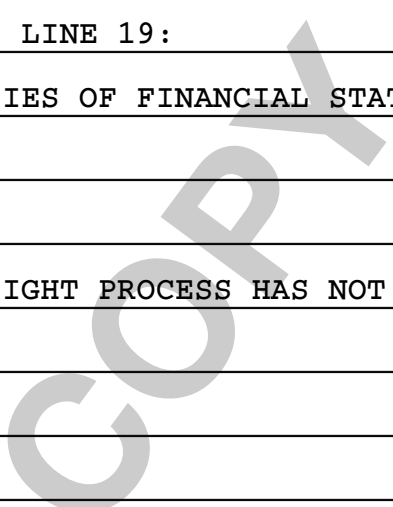 LINE 19:
IES OF FINANCIAL STAT
IGHT PROCESS HAS NOT
COPY